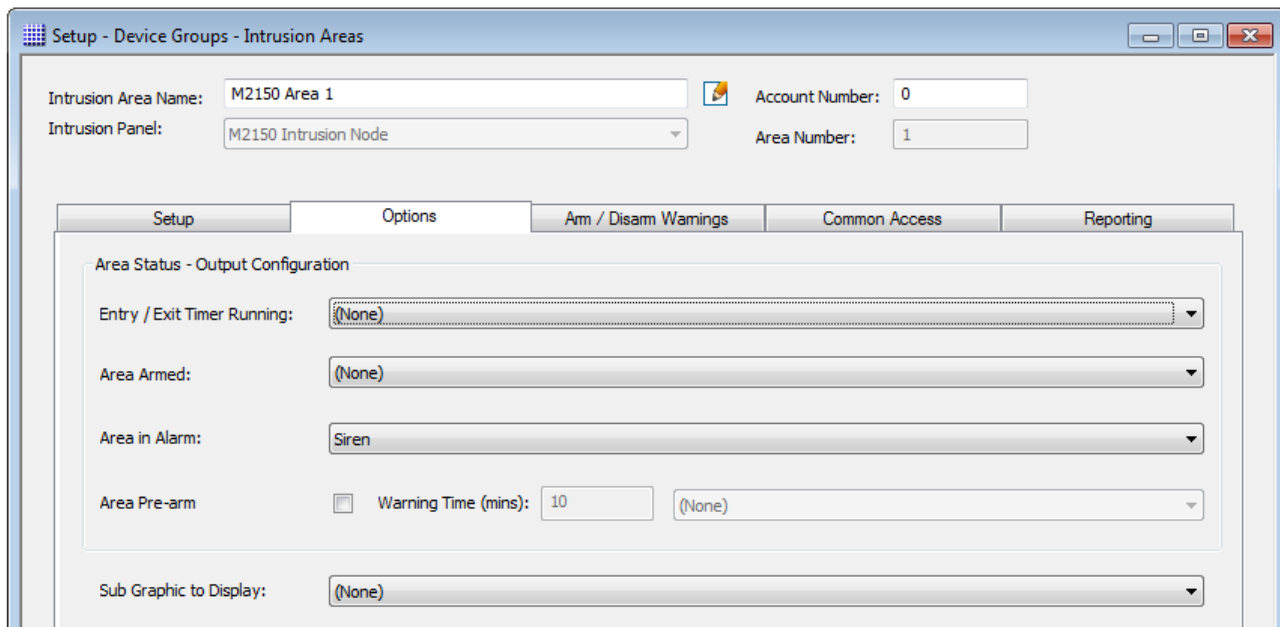 Setup - Device Groups - Intrusion Areas
Intrusion Area Name: M2150 Area 1 Account Number: 0
Intrusion Panel: M2150 Intrusion Node Area Number: 1
Setup Options Arm / Disarm Warnings Common Access Reporting
Area Status - Output Configuration
Entry / Exit Timer Running: (None)
Area Armed: (None)
Area in Alarm: Siren
Area Pre-arm Warning Time (mins): 10 (None)
Sub Graphic to Display: (None)